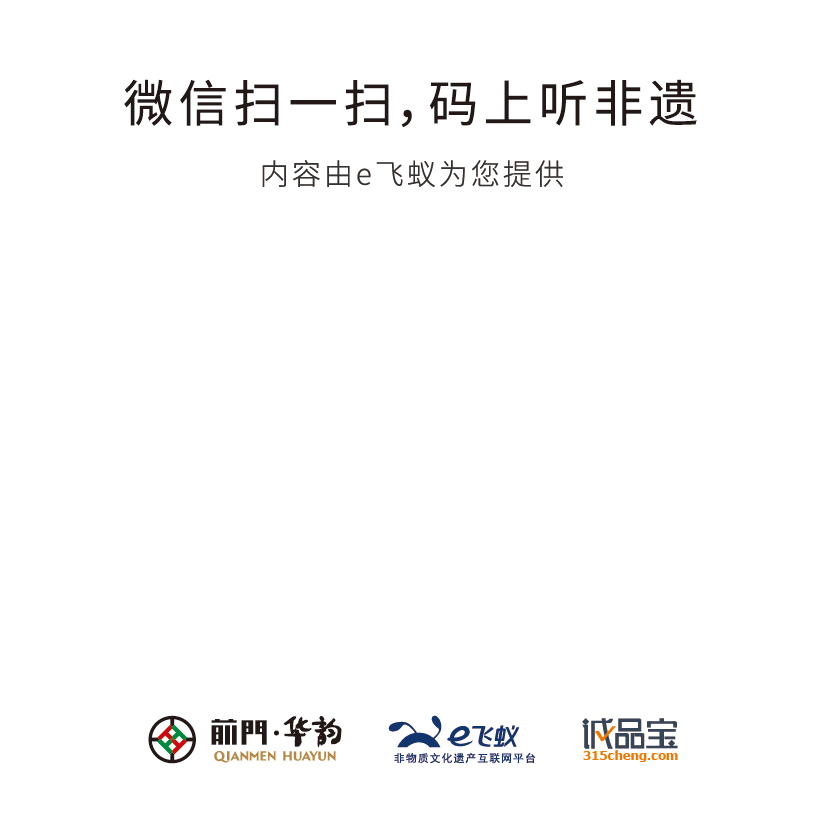 微信扫一扫，码上听非遗
内容由e飞蚁为您提供
前門·华韵
QIANMEN HUAYUN
e飞蚁
非物质文化遗产互联网平台
诚品宝
315cheng.com